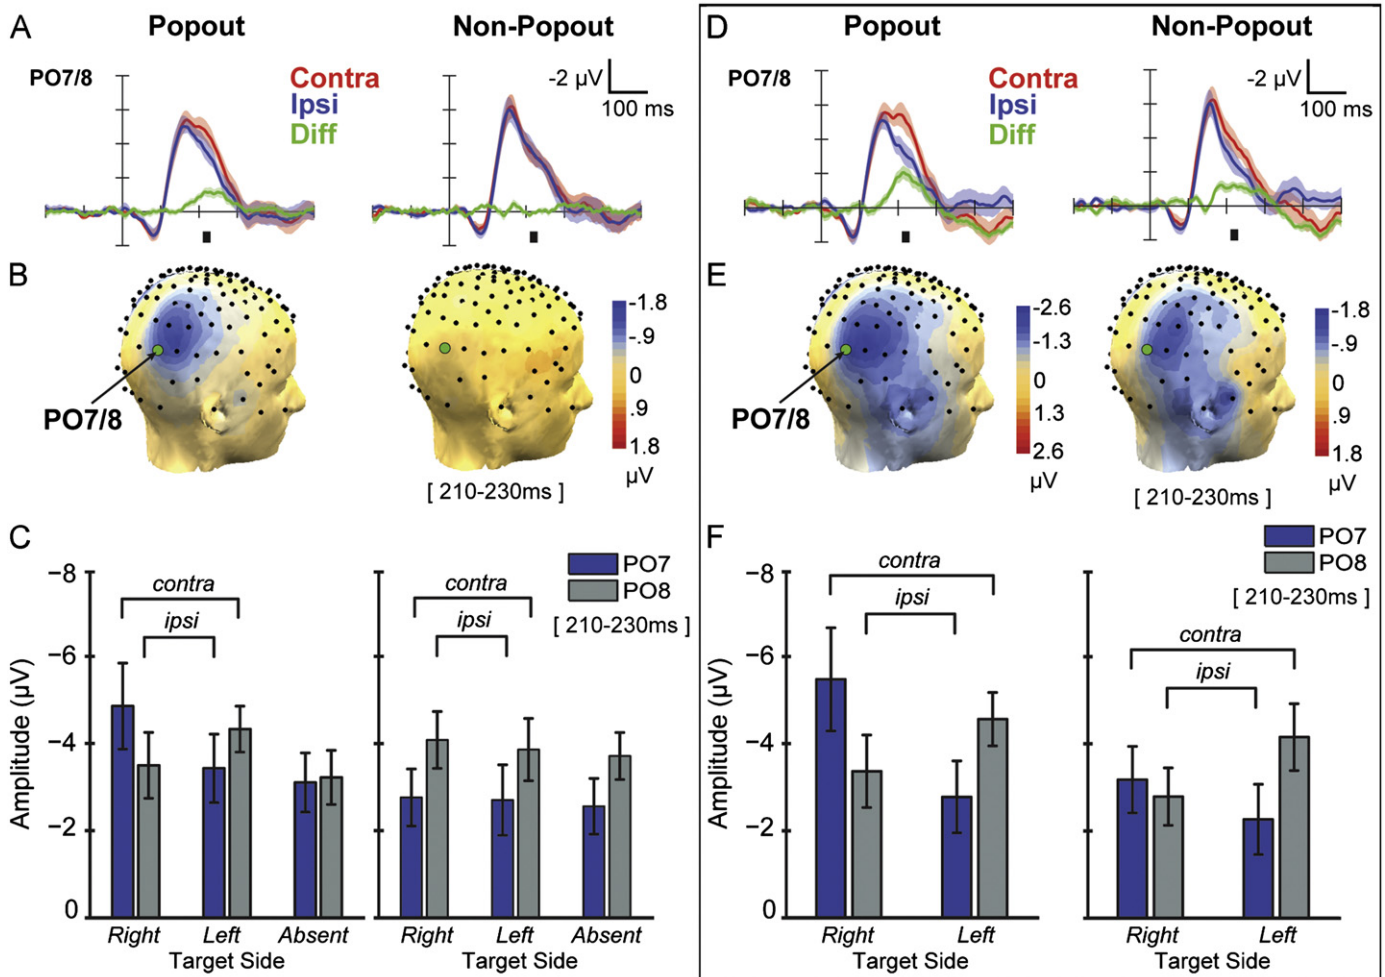 A
Popout
Non-Popout
PO7/8
Contra
Ipsi
Diff
-2 µV
100 ms
B
PO7/8
-1.8
-.9
0
.9
1.8
µV
[ 210-230ms ]
C
PO7
PO8
[ 210-230ms ]
Amplitude (µV)
−8
−6
−4
−2
0
contra
ipsi
contra
ipsi
Right Left Absent
Target Side
Right Left Absent
Target Side
D
Popout
Non-Popout
PO7/8
Contra
Ipsi
Diff
-2 µV
100 ms
E
PO7/8
-2.6
-1.3
0
1.3
2.6
µV
-1.8
-.9
0
.9
1.8
µV
[ 210-230ms ]
F
PO7
PO8
[ 210-230ms ]
Amplitude (µV)
−8
−6
−4
−2
0
contra
ipsi
contra
ipsi
Right Left
Target Side
Right Left
Target Side